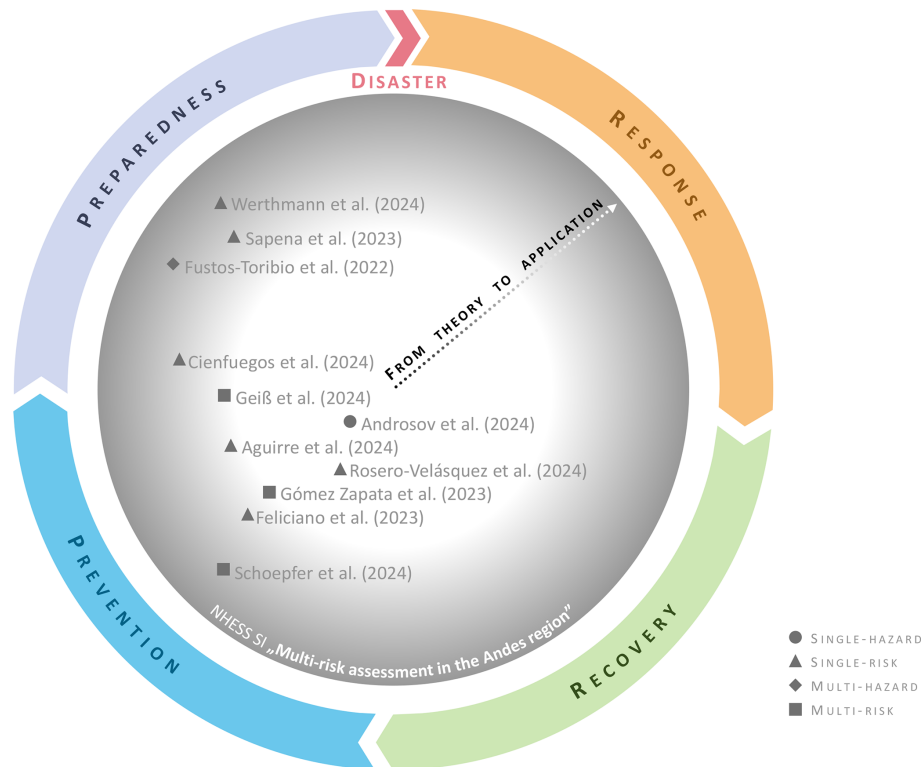 DISASTER
PREPAREDNESS
RESPONSE
Werthmann et al. (2024)
Sapena et al. (2023)
Fustos-Toribio et al. (2022)
FROM THEORY TO APPLICATION
Cienfuegos et al. (2024)
Geiß et al. (2024)
Androsov et al. (2024)
Aguirre et al. (2024)
Rosero-Velásquez et al. (2024)
Gómez Zapata et al. (2023)
Feliciano et al. (2023)
Schoepfer et al. (2024)
NHESS SI „Multi-risk assessment in the Andes region”
PREVENTION
RECOVERY
SINGLE-HAZARD
SINGLE-RISK
MULTI-HAZARD
MULTI-RISK